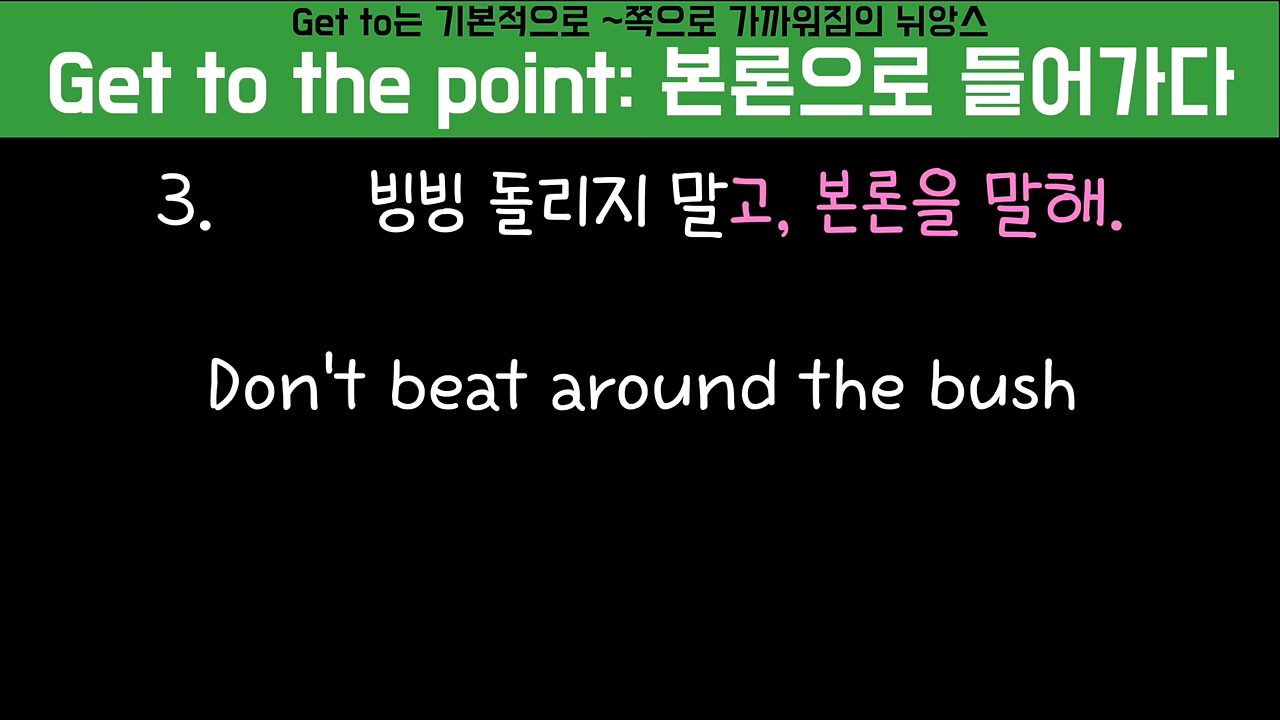 Get to는 기본적으로 ~쪽으로 가까워짐의 뉘앙스
Get to the point: 본론으로 들어가다
3. 빙빙 돌리지 말고, 본론을 말해.
Don't beat around the bush